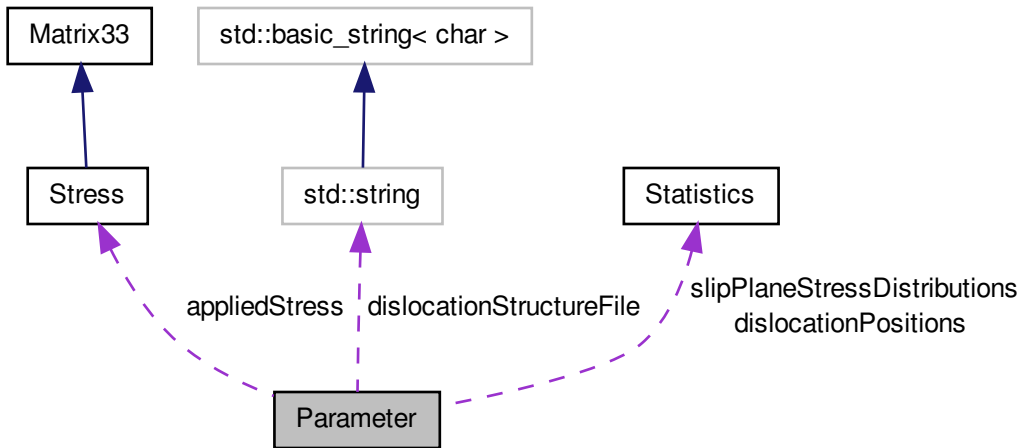 Matrix33
std::basic_string< char >
Stress
std::string
Statistics
appliedStress
dislocationStructureFile
slipPlaneStressDistributions
dislocationPositions
Parameter